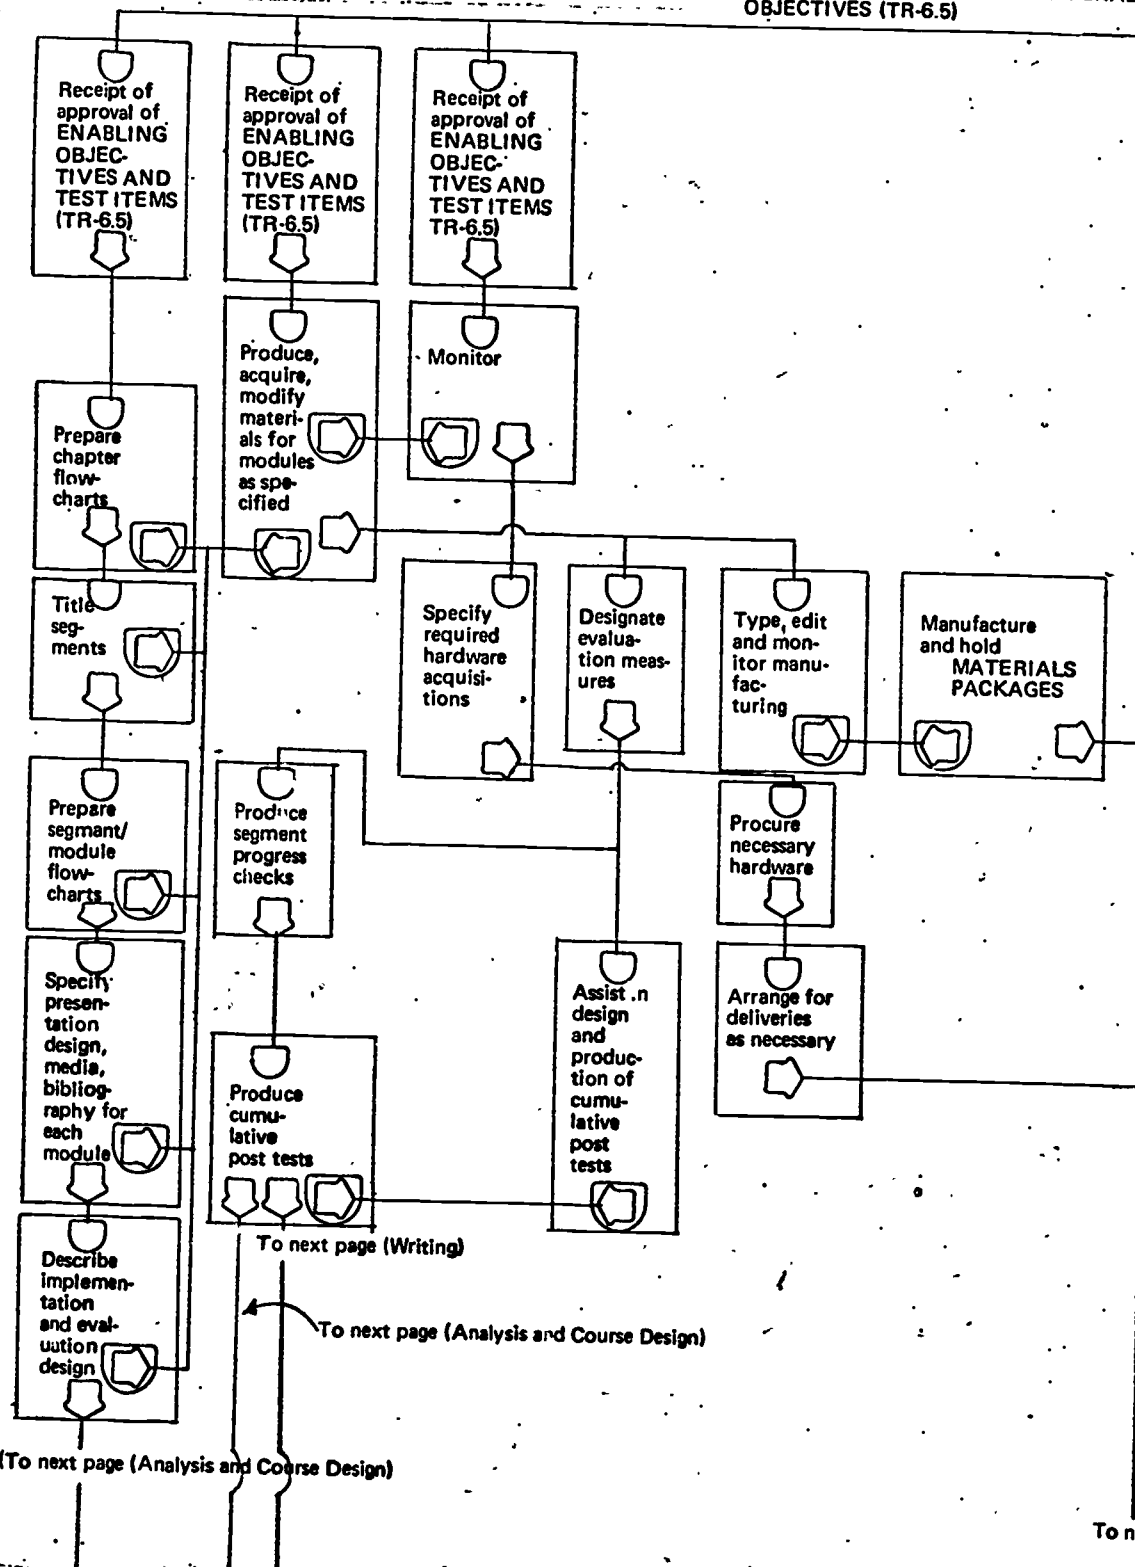 OBJECTIVES (TR-6.5)
Receipt of
approval of
ENABLING
OBJEC-
TIVES AND
TEST ITEMS
(TR-6.5)
Receipt of
approval of
ENABLING
OBJEC-
TIVES AND
TEST ITEMS
(TR-6.5)
Receipt of
approval of
ENABLING
OBJEC-
TIVES AND
TEST ITEMS
TR-6.5)
Prepare
chapter
flow-
charts
Produce,
acquire,
modify
materi-
als for
modules
as spe-
cified
Monitor
Title
seg-
ments
Specify
required
hardware
acquisi-
tions
Designate
evalua-
tion meas-
ures
Type, edit
and mon-
itor manu-
fac-
turing
Manufacture
and hold
MATERIALS
PACKAGES
Prepare
segmant/
module
flow-
charts
Produce
segment
progress
checks
Procure
necessary
hardware
Specify
presen-
tation
design,
media,
bibliog-
raphy for
each
module
Produce
cumu-
lative
post tests
Assist .n
design
and
produc-
tion of
cumu-
lative
post
tests
Arrange for
deliveries
as necessary
To next page (Writing)
Describe
implemen-
tation
and eval-
uation
design
To next page (Analysis and Course Design)
(To next page (Analysis and Course Design)
To n